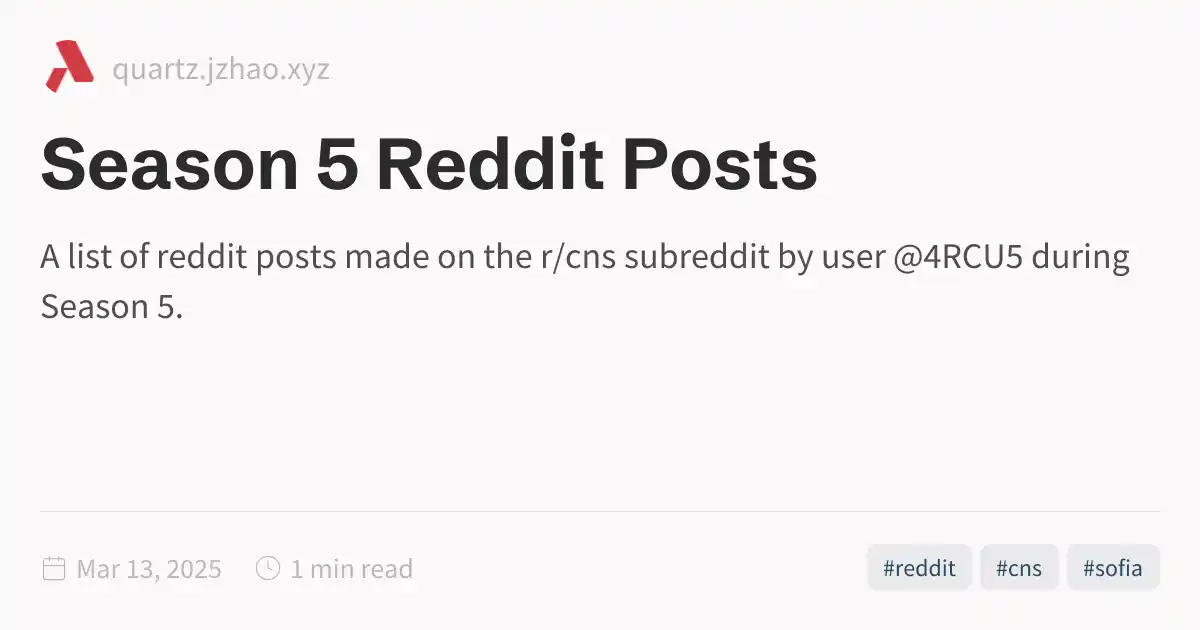 quartz.jzhao.xyz
Season 5 Reddit Posts
A list of reddit posts made on the r/cns subreddit by user @4RCU5 during
Season 5.
Mar 13, 2025 1 min read #reddit #cns #sofia